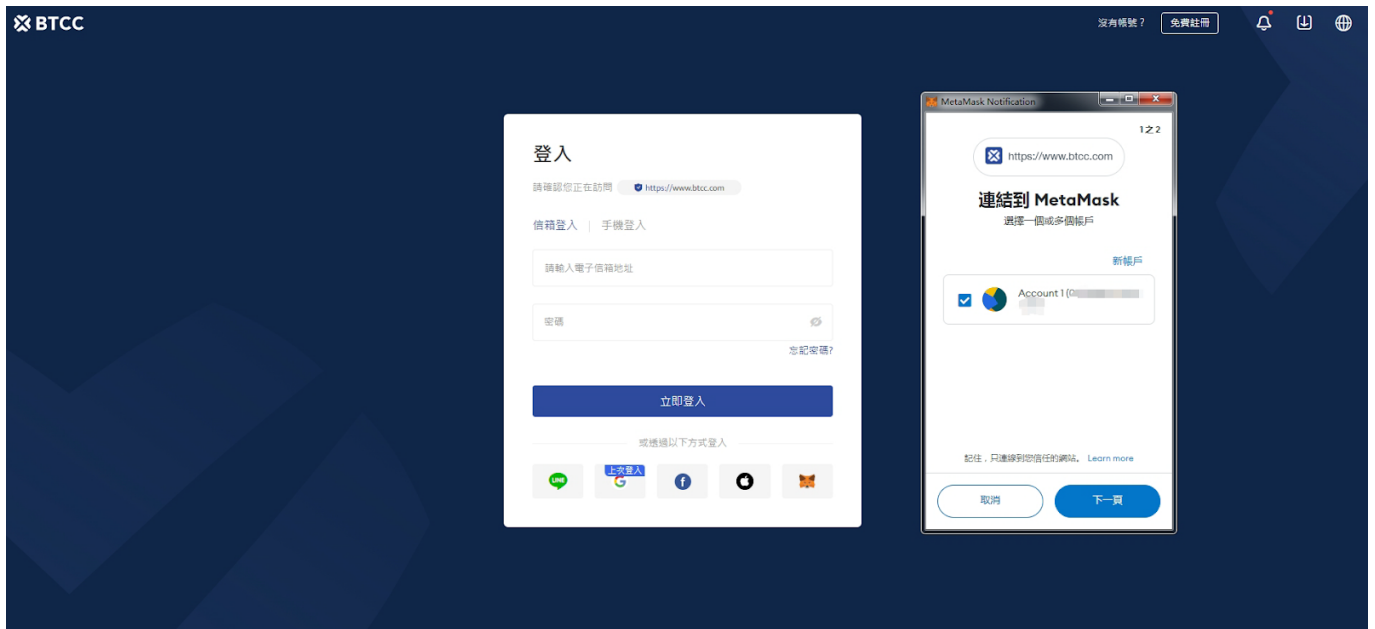 BTCC
沒有帳號？
免費註冊
登入
請確認您正在訪問
https://www.btcc.com
信箱登入
手機登入
請輸入電子信箱地址
密碼
忘記密碼?
立即登入
或透過以下方式登入
LINE
上次登入
MetaMask Notification
1之2
https://www.btcc.com
連結到 MetaMask
選擇一個或多個帳戶
新帳戶
Account 1 (0
記住，只連線到您信任的網站。 Learn more
取消
下一頁